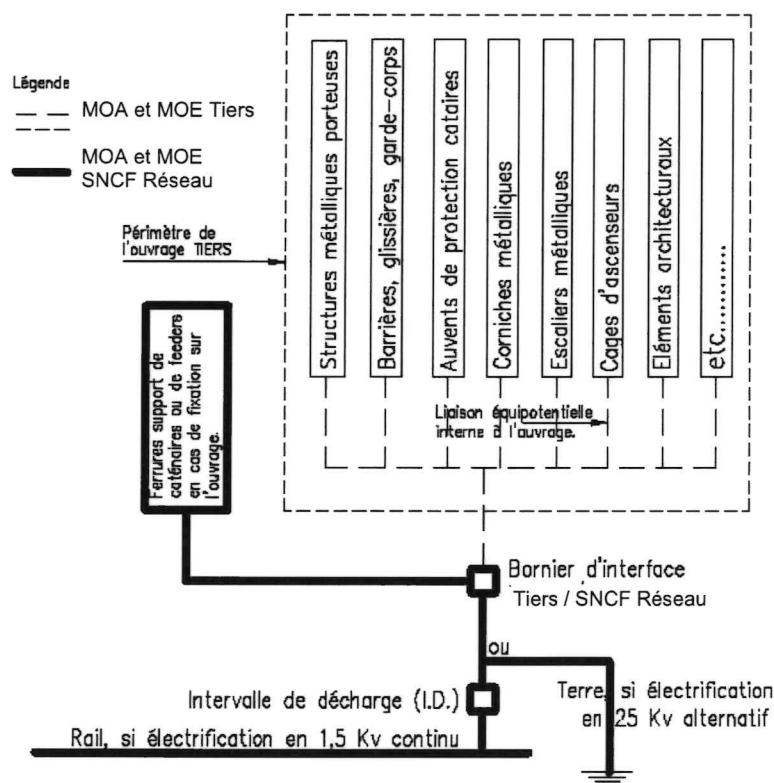 Légende
MOA et MOE Tiers
MOA et MOE
SNCF Réseau
Périmètre de
l'ouvrage TIERS
Structures métalliques porteuses
Barrières, glissières, garde-corps
Auvents de protection cataires
Corniches métalliques
Escaliers métalliques
Cages d'ascenseurs
Eléments architecturaux
etc............
Liaison équipotentielle
interne à l'ouvrage.
Ferrures support de
caténaires ou de feeders
en cas de fixation sur
l'ouvrage.
Bornier d'interface
Tiers / SNCF Réseau
ou
Intervalle de décharge (I.D.)
Terre, si électrification
en 25 Kv alternatif
Rail, si électrification en 1,5 Kv continu